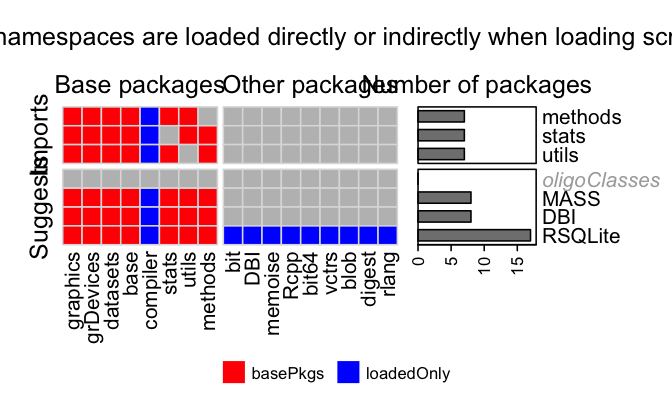 namespaces are loaded directly or indirectly when loading scr
Base packages
Other packages
Number of packages
Imports
Suggests
methods
stats
utils
oligoClasses
MASS
DBI
RSQLite
0
5
10
15
graphics
grDevices
datasets
base
compiler
stats
utils
methods
bit
DBI
memoise
Rcpp
bit64
vctrs
blob
digest
rlang
basePkgs
loadedOnly